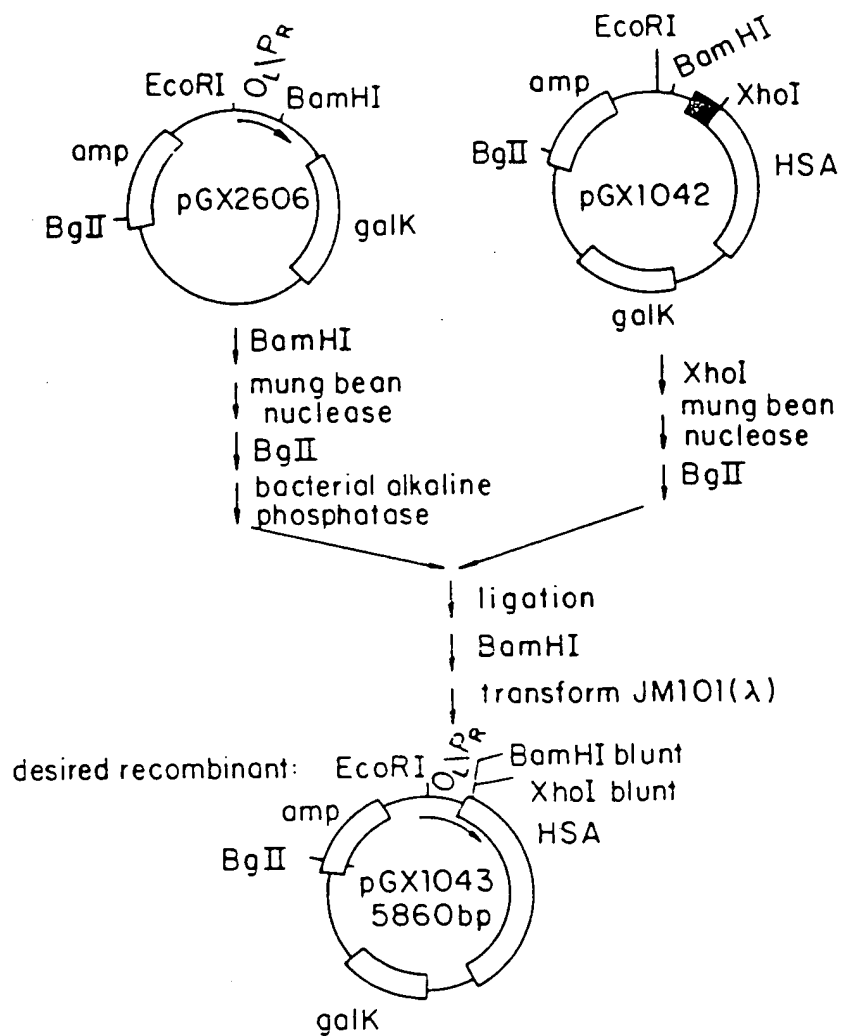 EcoRI
OL/PR
BamHI
amp
BglI
pGX2606
galK
EcoRI
BamHI
amp
XhoI
BglI
HSA
pGX1042
galK
BamHI
mung bean
nuclease
BglI
bacterial alkaline
phosphatase
XhoI
mung bean
nuclease
BglI
ligation
BamHI
transform JM101(λ)
desired recombinant:
EcoRI
OL/PR
BamHI blunt
XhoI blunt
amp
HSA
BglI
pGX1043
5860bp
galK